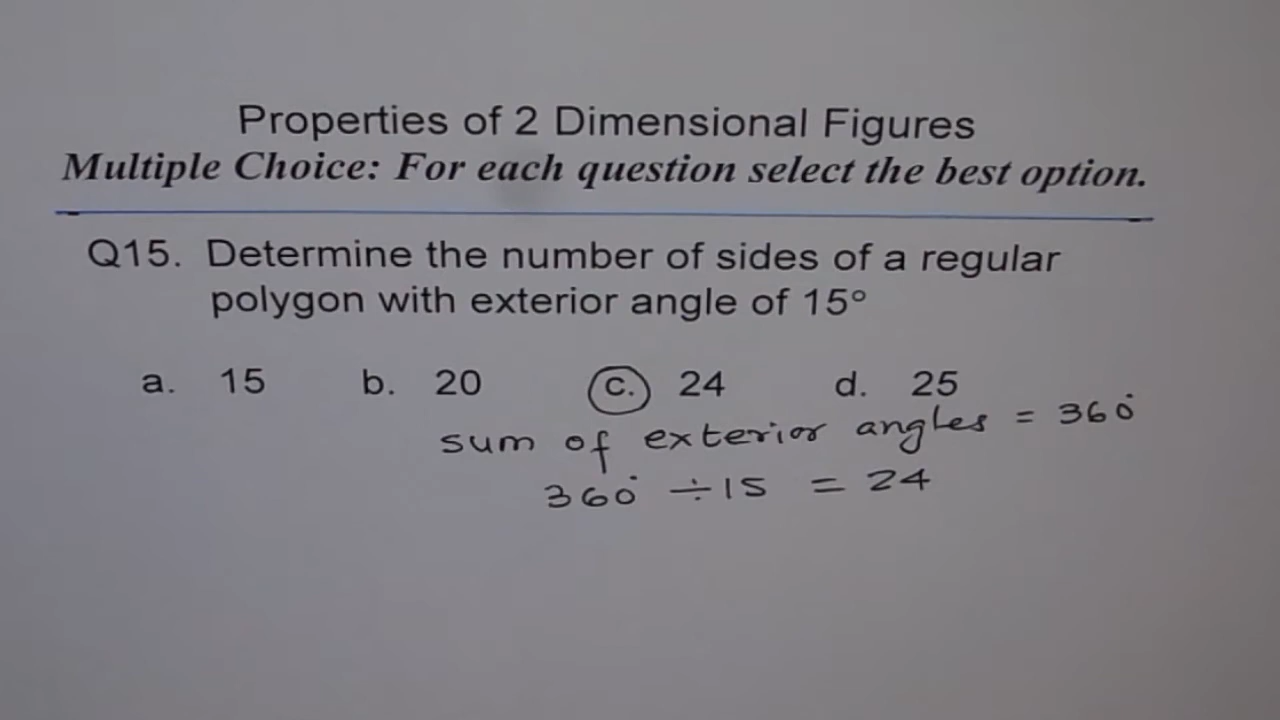 Properties of 2 Dimensional Figures
Multiple Choice: For each question select the best option.
Q15. Determine the number of sides of a regular
polygon with exterior angle of 15°
a. 15 b. 20 c. 24 d. 25
sum of exterior angles = 360°
360° ÷ 15 = 24